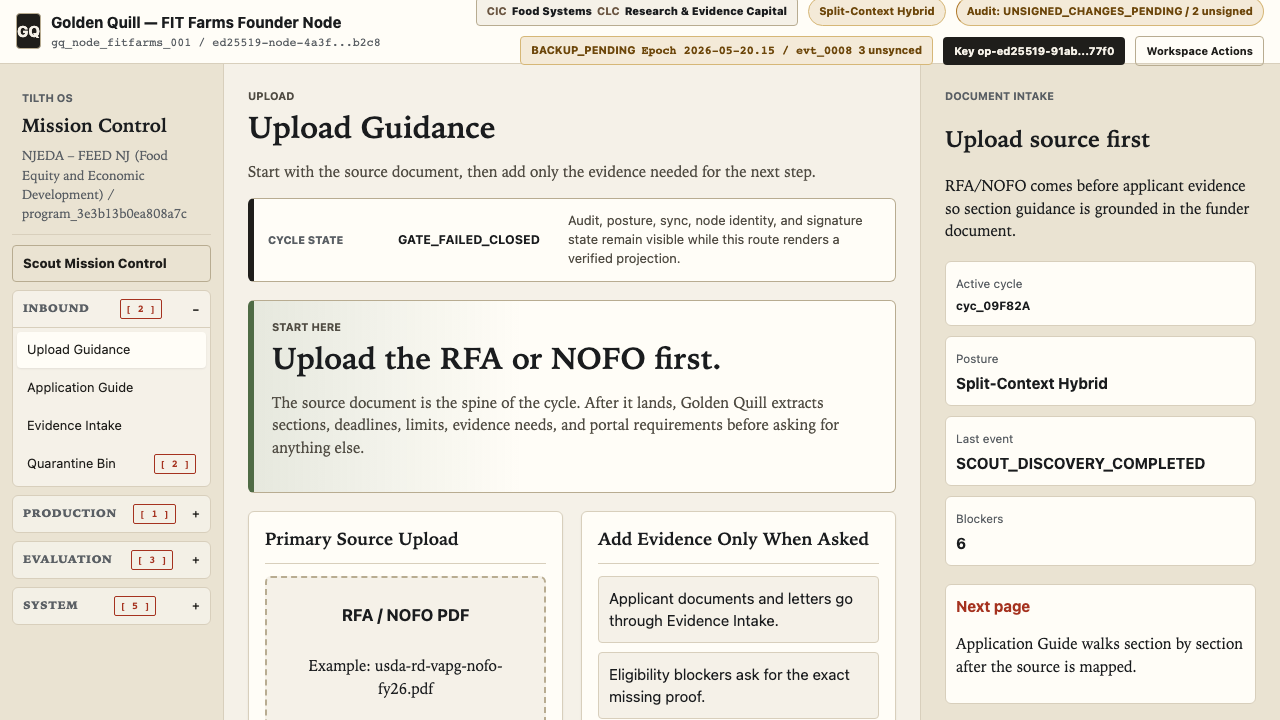 GQ
Golden Quill — FIT Farms Founder Node
gq_node_fitfarms_001 / ed25519-node-4a3f...b2c8
CIC Food Systems CLC Research & Evidence Capital
Split-Context Hybrid
Audit: UNSIGNED_CHANGES_PENDING / 2 unsigned
BACKUP_PENDING Epoch 2026-05-20.15 / evt_0008 3 unsynced
Key op-ed25519-91ab...77f0
Workspace Actions
TILTH OS
Mission Control
NJEDA – FEED NJ (Food
Equity and Economic
Development) /
program_3e3b13b0ea808a7c
Scout Mission Control
INBOUND [ 2 ] –
Upload Guidance
Application Guide
Evidence Intake
Quarantine Bin [ 2 ]
PRODUCTION [ 1 ] +
EVALUATION [ 3 ] +
SYSTEM [ 5 ] +
UPLOAD
Upload Guidance
Start with the source document, then add only the evidence needed for the next step.
CYCLE STATE
GATE_FAILED_CLOSED
Audit, posture, sync, node identity, and signature
state remain visible while this route renders a
verified projection.
START HERE
Upload the RFA or NOFO first.
The source document is the spine of the cycle. After it lands, Golden Quill extracts
sections, deadlines, limits, evidence needs, and portal requirements before asking for
anything else.
Primary Source Upload
RFA / NOFO PDF
Example: usda-rd-vapg-nofo-
fy26.pdf
Add Evidence Only When Asked
Applicant documents and letters go
through Evidence Intake.
Eligibility blockers ask for the exact
missing proof.
DOCUMENT INTAKE
Upload source first
RFA/NOFO comes before applicant evidence
so section guidance is grounded in the funder
document.
Active cycle
cyc_09F82A
Posture
Split-Context Hybrid
Last event
SCOUT_DISCOVERY_COMPLETED
Blockers
6
Next page
Application Guide walks section by section
after the source is mapped.